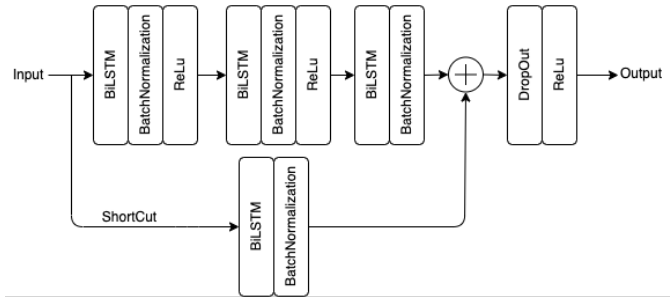 Input
BiLSTM
BatchNormalization
ReLu
BiLSTM
BatchNormalization
ReLu
BiLSTM
BatchNormalization
DropOut
ReLu
Output
ShortCut
BiLSTM
BatchNormalization